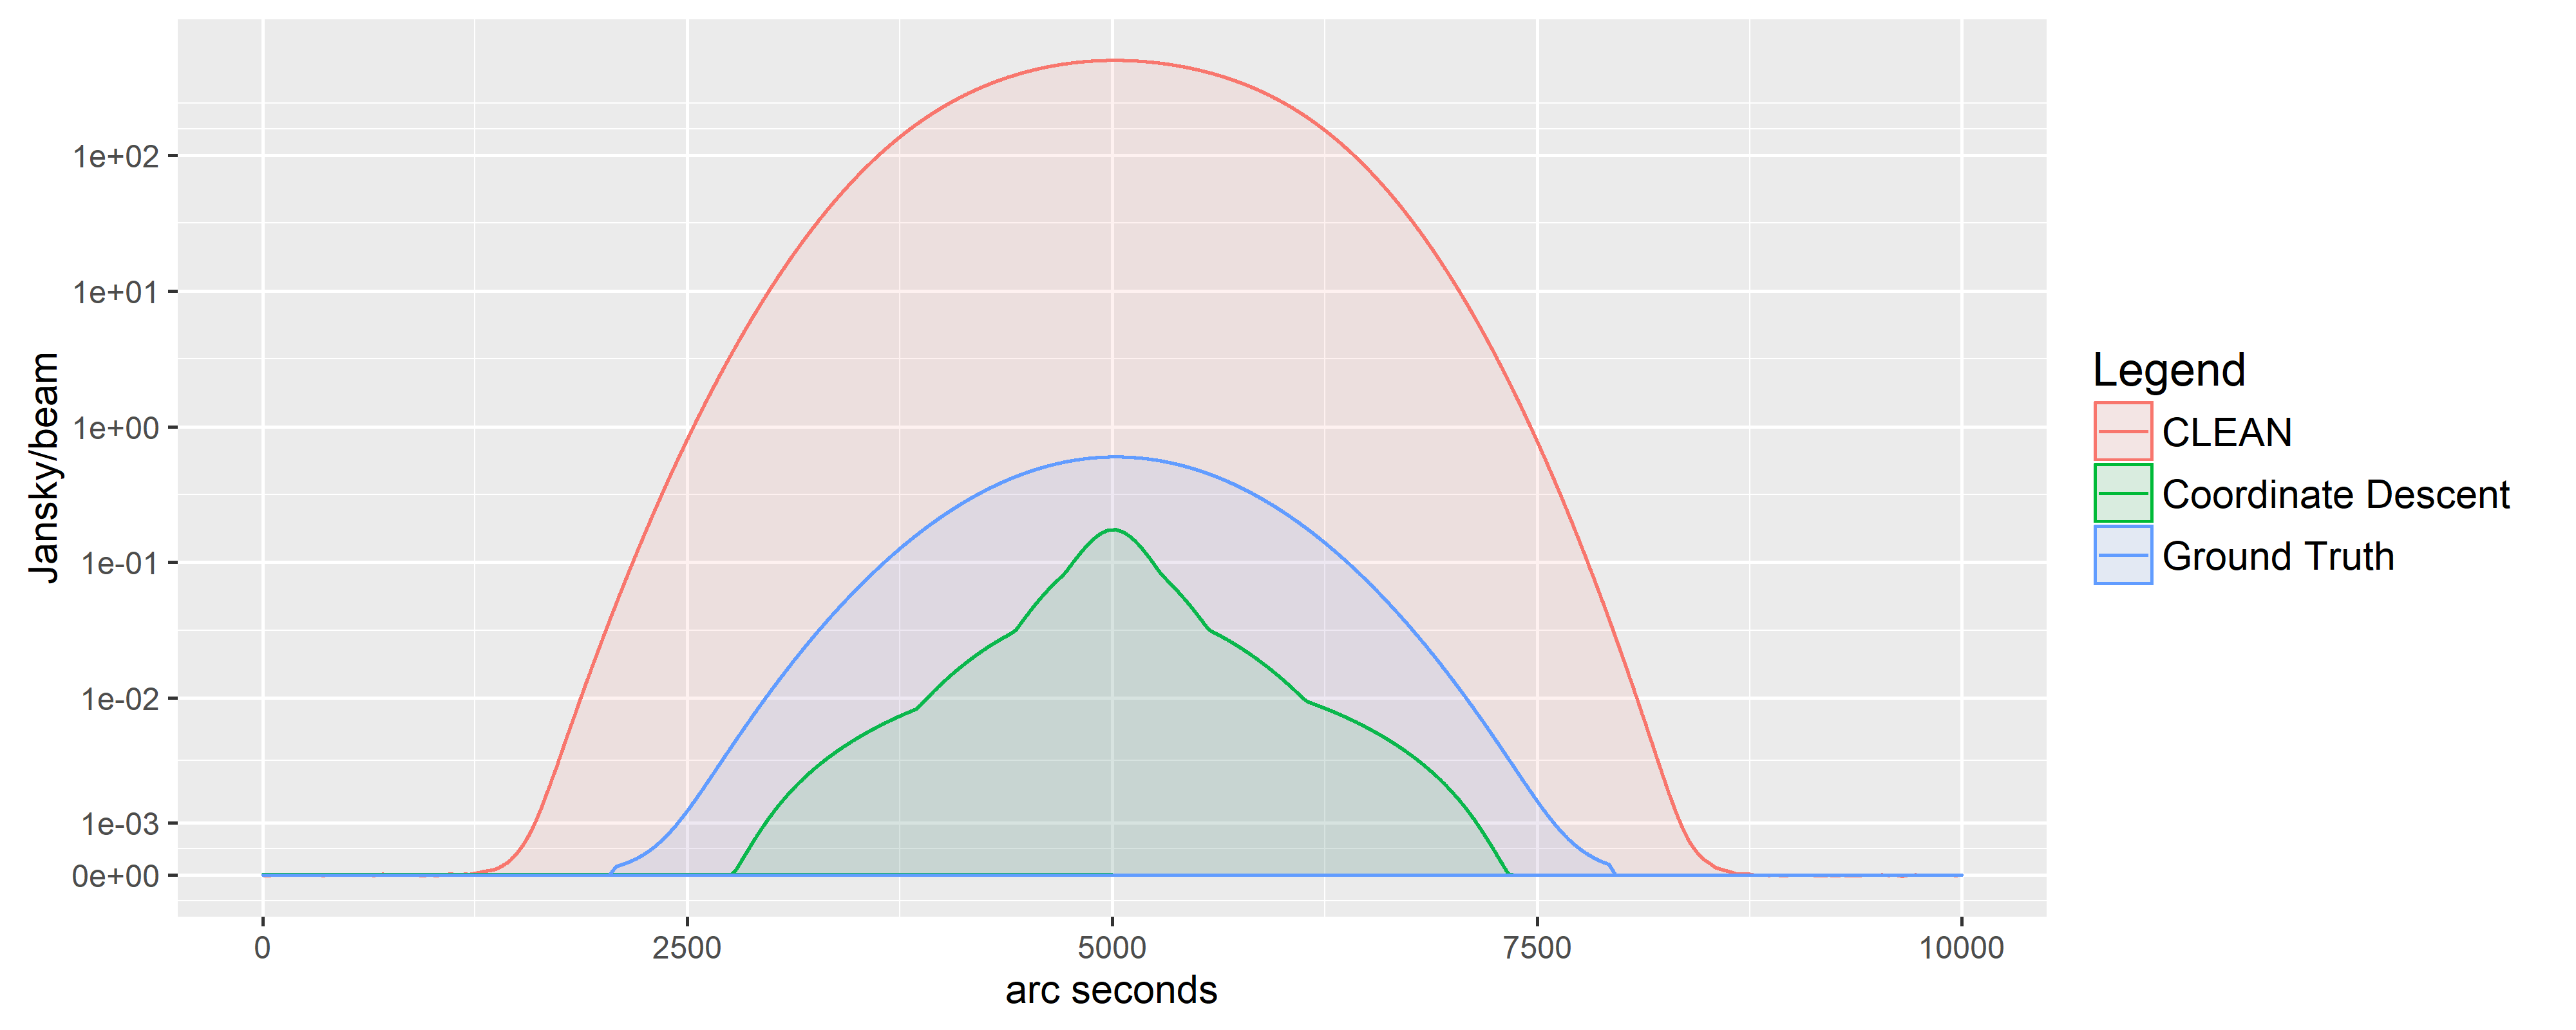 1e+02
1e+01
1e+00
1e-01
1e-02
1e-03
0e+00
Jansky/beam
0
2500
5000
7500
10000
arc seconds
Legend
CLEAN
Coordinate Descent
Ground Truth